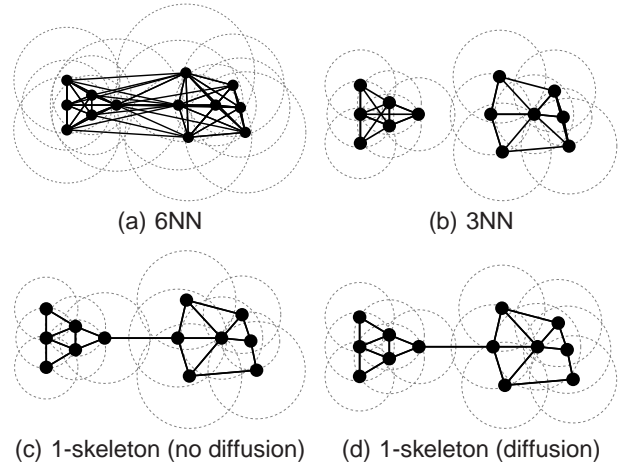 (a) 6NN
(b) 3NN
(c) 1-skeleton (no diffusion)
(d) 1-skeleton (diffusion)